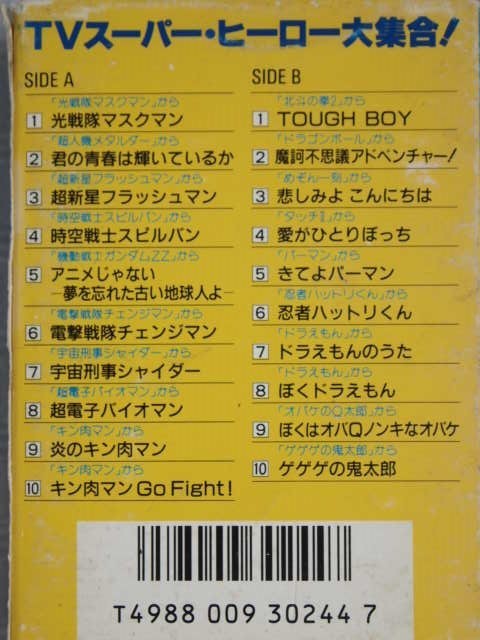 TVスーパー・ヒーロー大集合!
SIDE A
「光戦隊マスクマン」から
1 光戦隊マスクマン
「超人機メタルダー」から
2 君の青春は輝いているか
「超新星フラッシュマン」から
3 超新星フラッシュマン
「時空戦士スピルバン」から
4 時空戦士スピルバン
「機動戦士ガンダムZZ」から
5 アニメじゃない
—夢を忘れた古い地球人よ—
「電撃戦隊チェンジマン」から
6 電撃戦隊チェンジマン
「宇宙刑事シャイダー」から
7 宇宙刑事シャイダー
「超電子バイオマン」から
8 超電子バイオマン
「キン肉マン」から
9 炎のキン肉マン
「キン肉マン」から
10 キン肉マン Go Fight!
SIDE B
「北斗の拳2」から
1 TOUGH BOY
「ドラゴンボール」から
2 魔訶不思議アドベンチャー!
「めぞん一刻」から
3 悲しみよ こんにちは
「タッチII」から
4 愛がひとりぼっち
「パーマン」から
5 きてよパーマン
「忍者ハットリくん」から
6 忍者ハットリくん
「ドラえもん」から
7 ドラえもんのうた
「ドラえもん」から
8 ぼくドラえもん
「オバケのQ太郎」から
9 ぼくはオバQノンキなオバケ
「ゲゲゲの鬼太郎」から
10 ゲゲゲの鬼太郎
T4988 009 30244 7